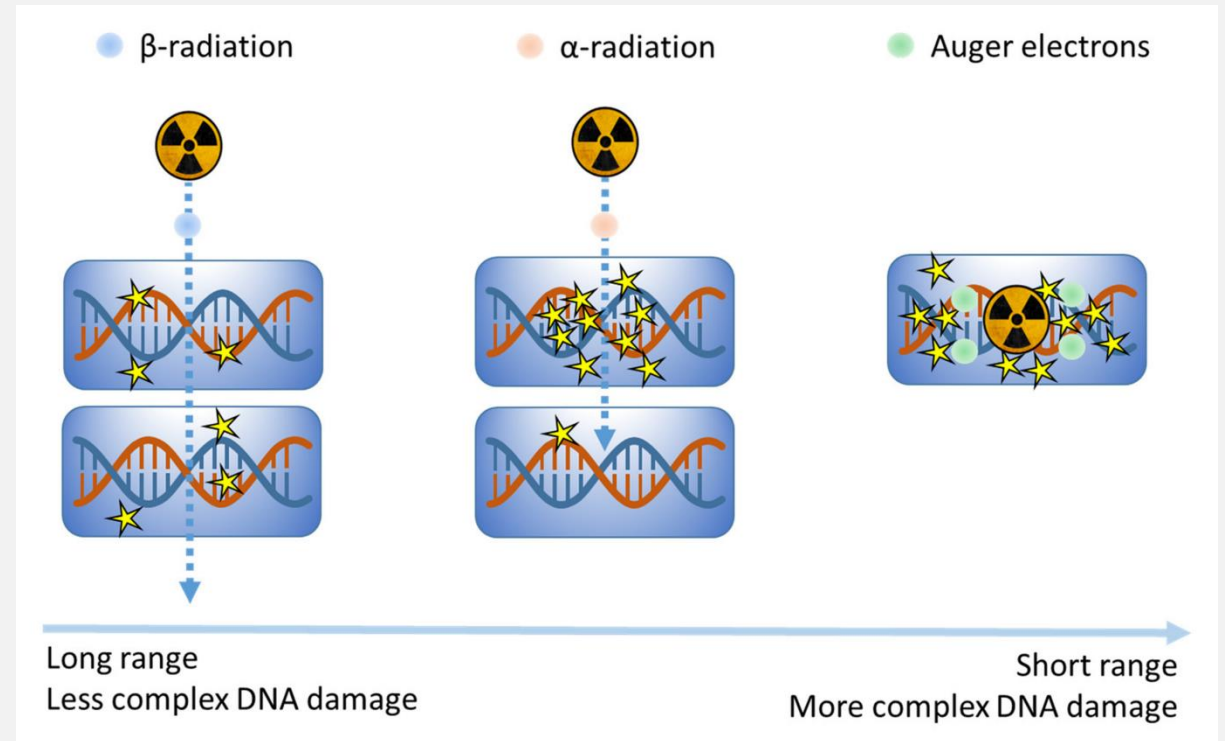 β-radiation
α-radiation
Auger electrons
Long range
Less complex DNA damage
Short range
More complex DNA damage